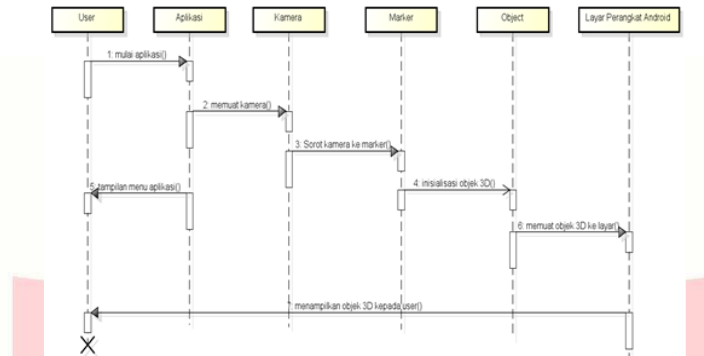 User
Aplikasi
Kamera
Marker
Object
Layar Perangkat Android
1: mulai aplikasi()
2: memuat kamera()
3: Sorot kamera ke marker()
4: inisialisasi objek 3D()
5: tampilan menu aplikasi()
6: memuat objek 3D ke layar()
7: menampilkan objek 3D kepada user()